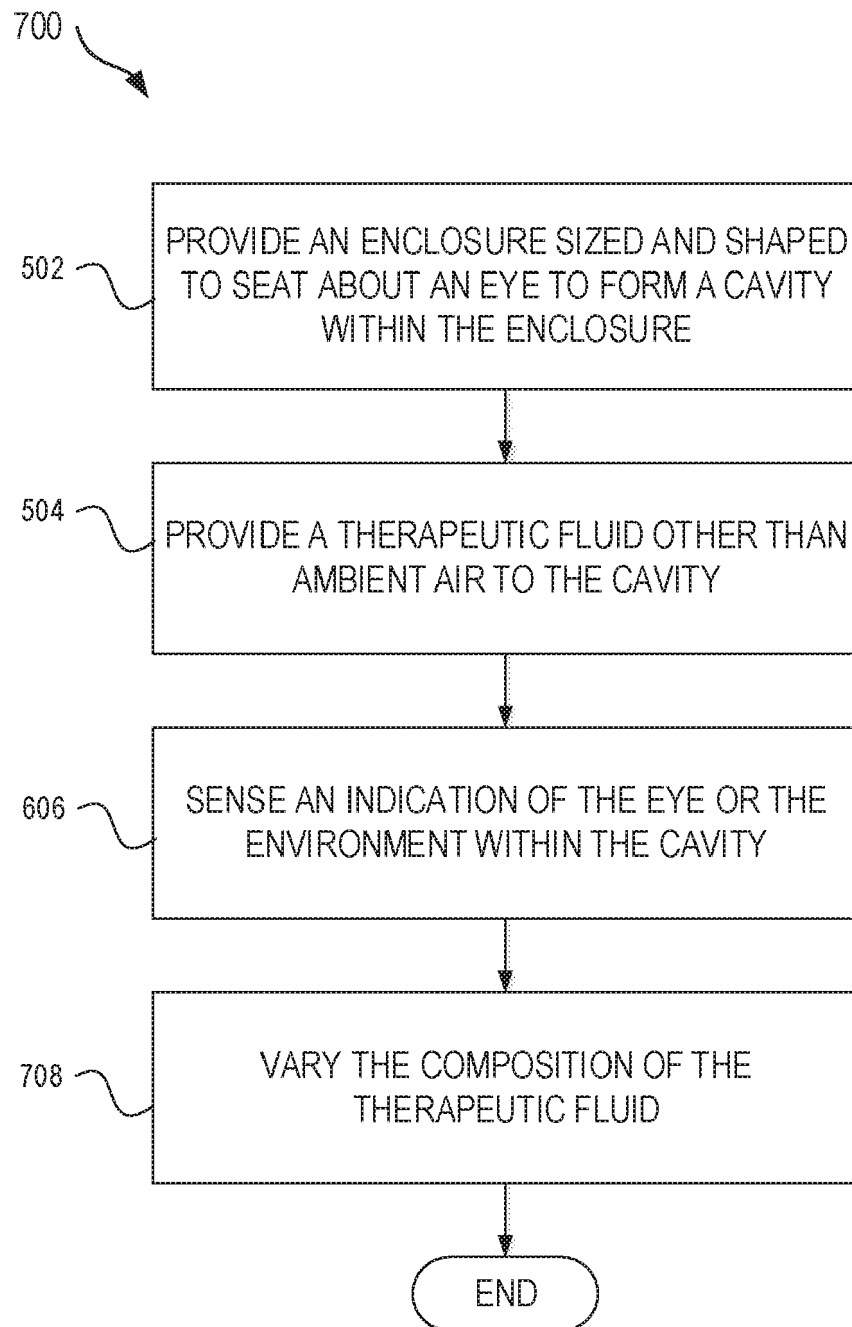 700
502
PROVIDE AN ENCLOSURE SIZED AND SHAPED
TO SEAT ABOUT AN EYE TO FORM A CAVITY
WITHIN THE ENCLOSURE
504
PROVIDE A THERAPEUTIC FLUID OTHER THAN
AMBIENT AIR TO THE CAVITY
606
SENSE AN INDICATION OF THE EYE OR THE
ENVIRONMENT WITHIN THE CAVITY
708
VARY THE COMPOSITION OF THE
THERAPEUTIC FLUID
END